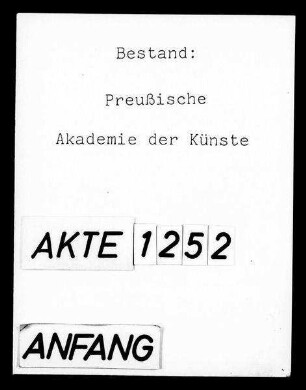 Bestand:
Preußische
Akademie der Künste
AKTE 1252
ANFANG